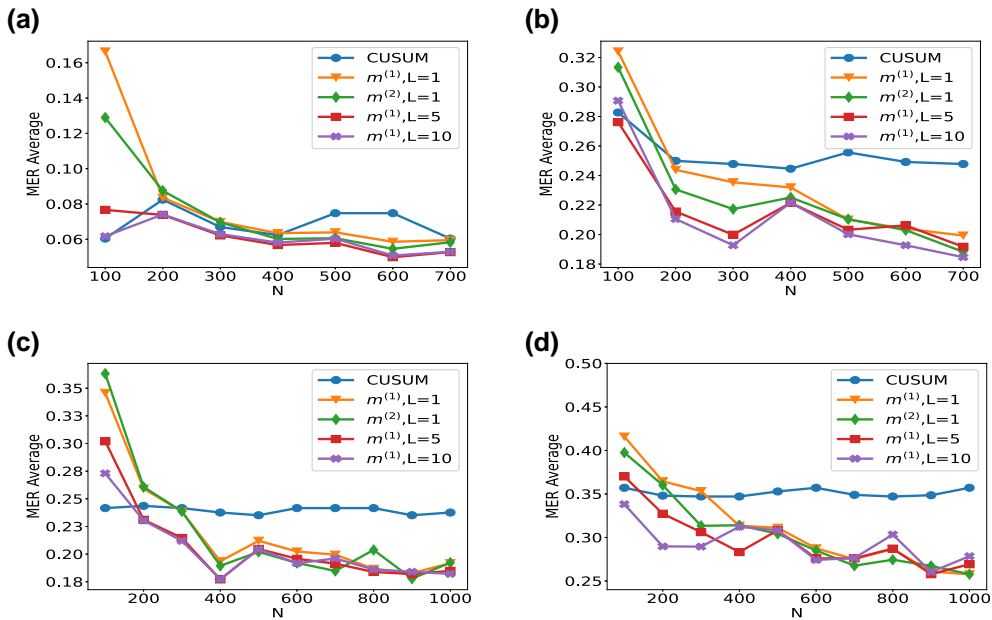 (a)
MER Average
0.16
0.14
0.12
0.10
0.08
0.06
100 200 300 400 500 600 700
N
CUSUM
m^(1),L=1
m^(2),L=1
m^(1),L=5
m^(1),L=10
(b)
MER Average
0.32
0.30
0.28
0.26
0.24
0.22
0.20
0.18
100 200 300 400 500 600 700
N
CUSUM
m^(1),L=1
m^(2),L=1
m^(1),L=5
m^(1),L=10
(c)
MER Average
0.35
0.33
0.30
0.28
0.25
0.23
0.20
0.18
200 400 600 800 1000
N
CUSUM
m^(1),L=1
m^(2),L=1
m^(1),L=5
m^(1),L=10
(d)
MER Average
0.50
0.45
0.40
0.35
0.30
0.25
200 400 600 800 1000
N
CUSUM
m^(1),L=1
m^(2),L=1
m^(1),L=5
m^(1),L=10